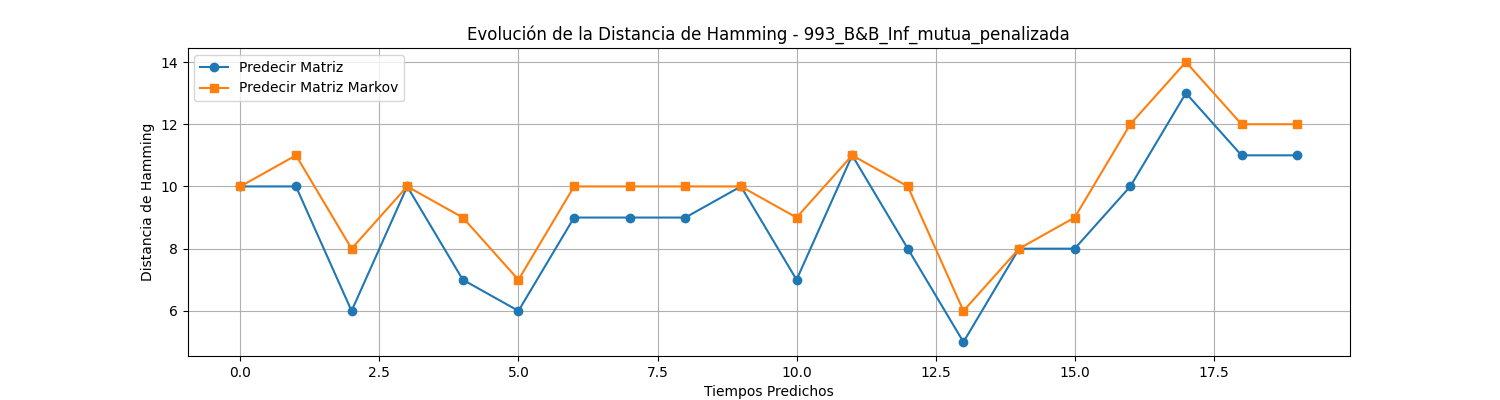 Evolución de la Distancia de Hamming - 993_B&B_Inf_mutua_penalizada
Predecir Matriz
Predecir Matriz Markov
Distancia de Hamming
14
12
10
8
6
0.0 2.5 5.0 7.5 10.0 12.5 15.0 17.5
Tiempos Predichos